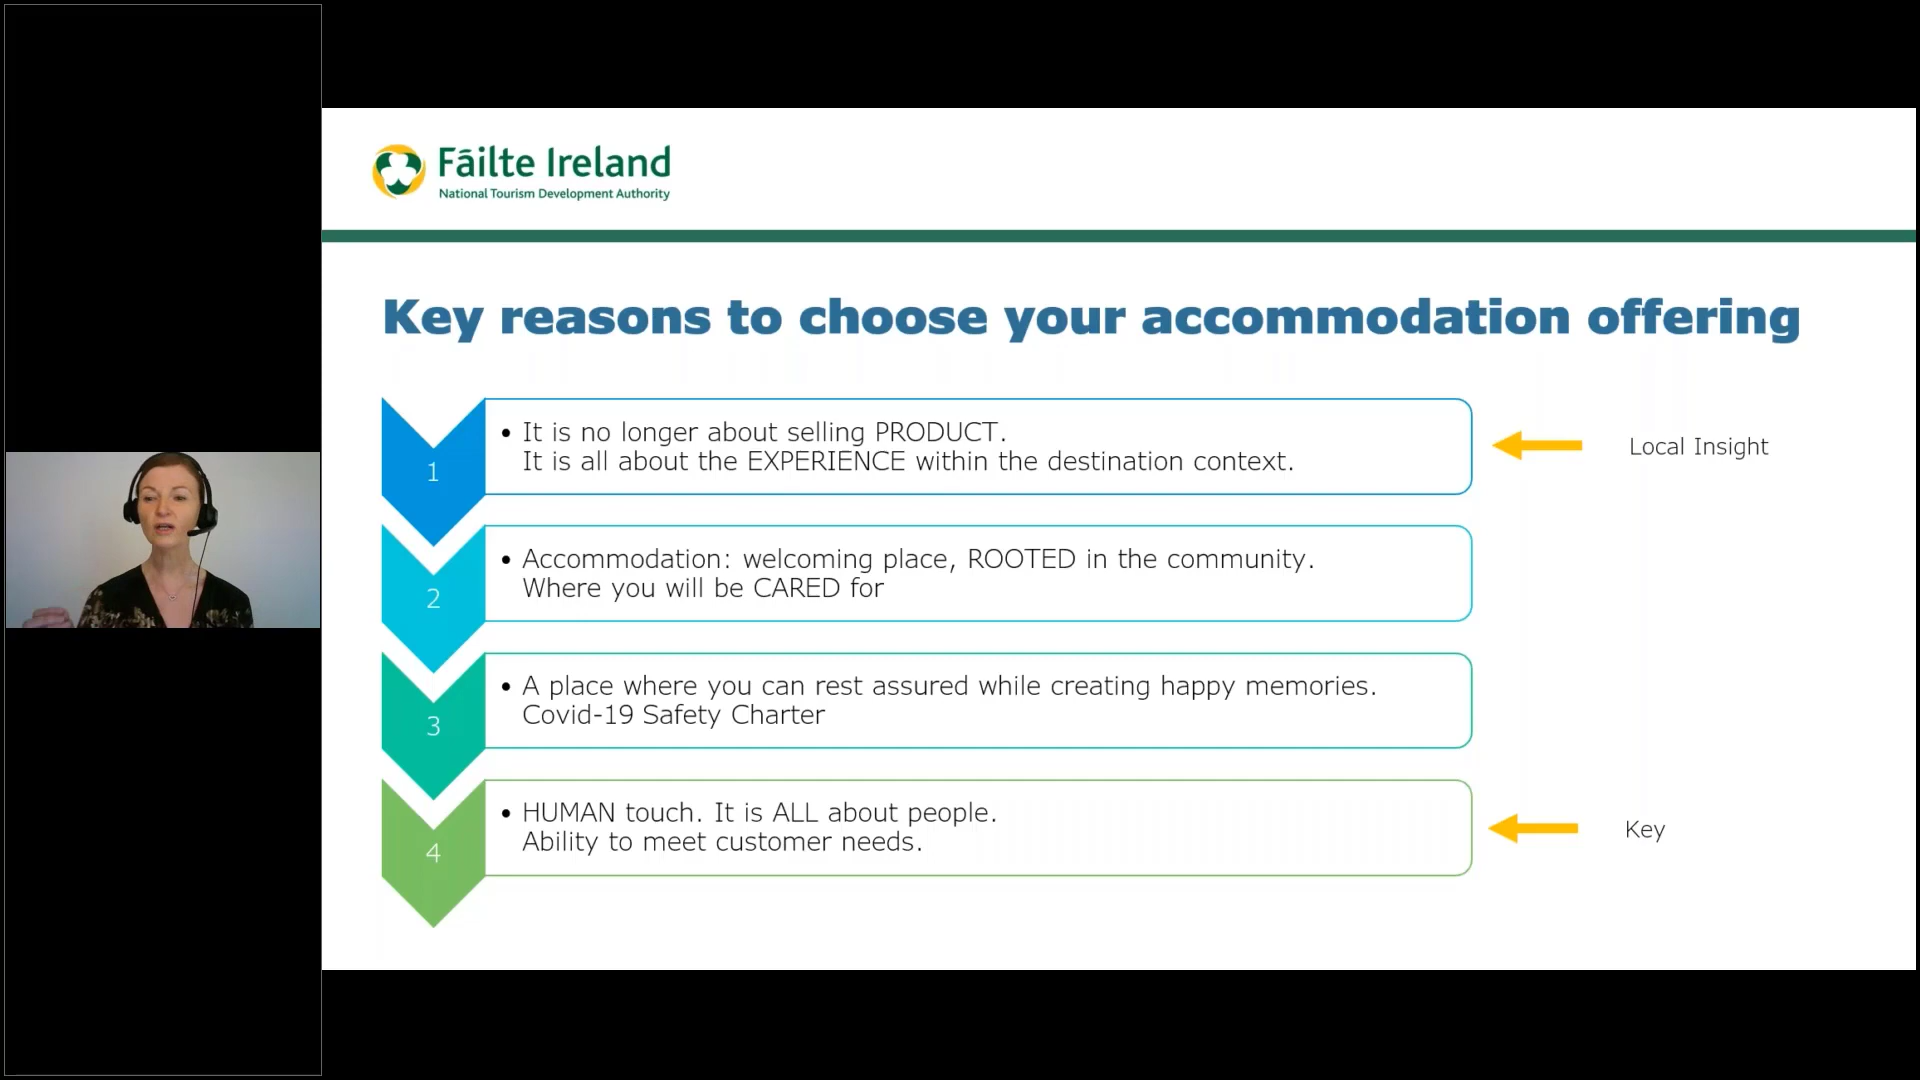 Fáilte Ireland
National Tourism Development Authority
Key reasons to choose your accommodation offering
1
• It is no longer about selling PRODUCT.
It is all about the EXPERIENCE within the destination context.
Local Insight
2
• Accommodation: welcoming place, ROOTED in the community.
Where you will be CARED for
3
• A place where you can rest assured while creating happy memories.
Covid-19 Safety Charter
4
• HUMAN touch. It is ALL about people.
Ability to meet customer needs.
Key